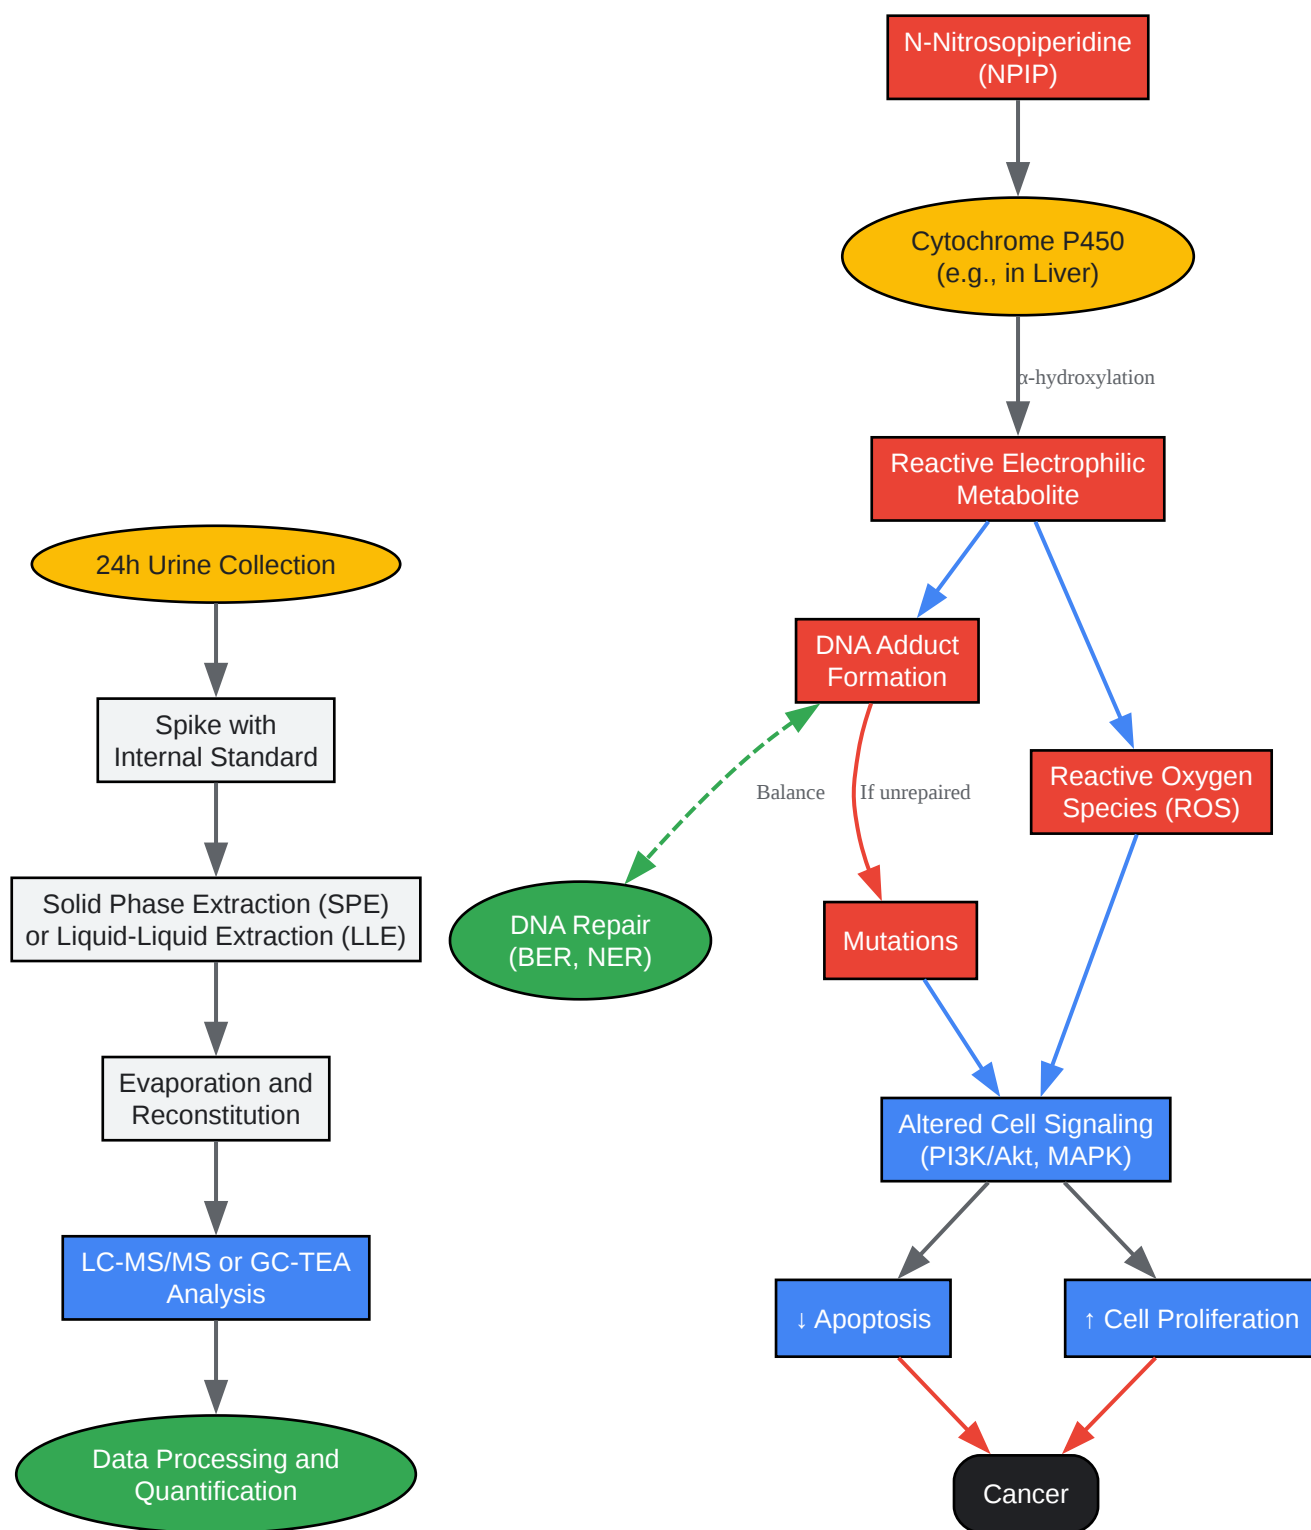 N-Nitrosopiperidine
(NPIP)
Cytochrome P450
(e.g., in Liver)
α-hydroxylation
Reactive Electrophilic
Metabolite
DNA Adduct
Formation
Reactive Oxygen
Species (ROS)
Balance
If unrepaired
DNA Repair
(BER, NER)
Mutations
Altered Cell Signaling
(PI3K/Akt, MAPK)
↓ Apoptosis
↑ Cell Proliferation
Cancer
24h Urine Collection
Spike with
Internal Standard
Solid Phase Extraction (SPE)
or Liquid-Liquid Extraction (LLE)
Evaporation and
Reconstitution
LC-MS/MS or GC-TEA
Analysis
Data Processing and
Quantification